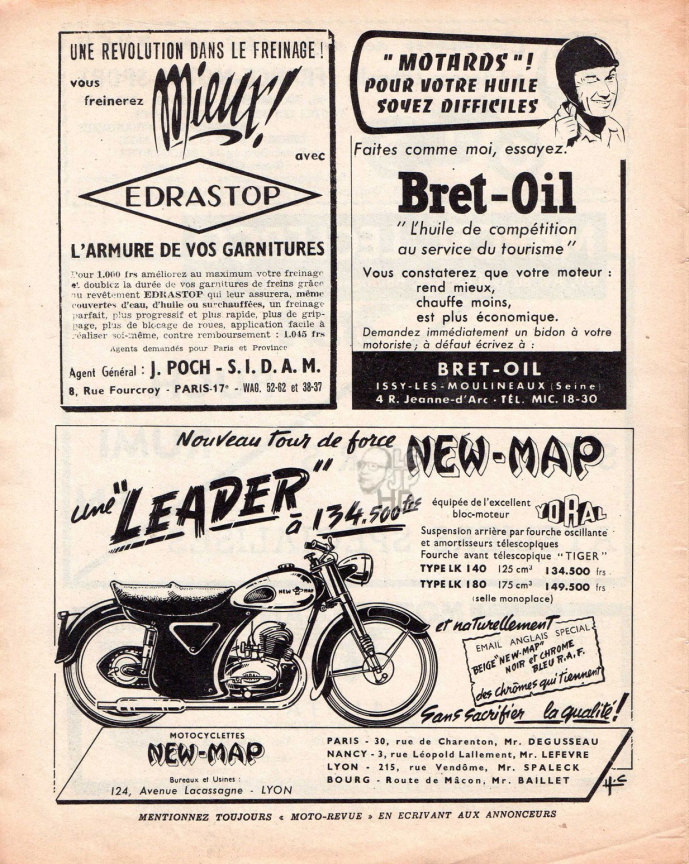 UNE REVOLUTION DANS LE FREINAGE !
vous
freinerez
Mieux!
avec
EDRASTOP
L'ARMURE DE VOS GARNITURES
Pour 1.060 frs améliorez au maximum votre freinage
et doublez la durée de vos garnitures de freins grâce
au revêtement EDRASTOP qui leur assurera, même
couvertes d'eau, d'huile ou surchauffées, un freinage
parfait, plus progressif et plus rapide, plus de grip-
page, plus de blocage de roues, application facile à
réaliser soi-même, contre remboursement : 1.045 frs
Agents demandés pour Paris et Province
Agent Général : J. POCH - S.I.D.A.M.
8, Rue Fourcroy - PARIS-17e - WAG. 52-62 et 38-37
"MOTARDS"!
POUR VOTRE HUILE
SOYEZ DIFFICILES
Faites comme moi, essayez:
Bret-Oil
"L'huile de compétition
au service du tourisme"
Vous constaterez que votre moteur :
rend mieux,
chauffe moins,
est plus économique.
Demandez immédiatement un bidon à votre
motoriste ; à défaut écrivez à :
BRET-OIL
ISSY-LES-MOULINEAUX (Seine)
4 R. Jeanne-d'Arc - TÉL. MIC. 18-30
Nouveau tour de force NEW-MAP
une "LEADER"
à 134.500 frs
équipée de l'excellent
bloc-moteur
YDRAL
Suspension arrière par fourche oscillante
et amortisseurs télescopiques
Fourche avant télescopique "TIGER"
TYPE LK 140 125 cm3 134.500 frs
TYPE LK 180 175 cm3 149.500 frs
(selle monoplace)
NEW MAP
et naturellement
EMAIL ANGLAIS SPECIAL
BEIGE "NEW-MAP"
NOIR et CHROME
BLEU R.A.F.
des chrômes qui tiennent
Sans sacrifier la qualité!
MOTOCYCLETTES
NEW-MAP
Bureaux et Usines :
124, Avenue Lacassagne - LYON
PARIS - 30, rue de Charenton, Mr. DEGUSSEAU
NANCY - 3, rue Léopold Lallement, Mr. LEFEVRE
LYON - 215, rue Vendôme, Mr. SPALECK
BOURG - Route de Mâcon, Mr. BAILLET
H.C
MENTIONNEZ TOUJOURS « MOTO-REVUE » EN ECRIVANT AUX ANNONCEURS